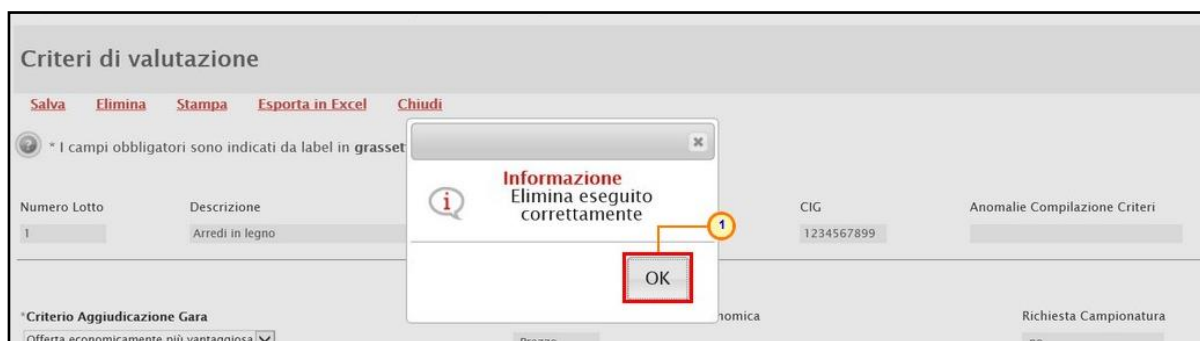 Criteri di valutazione
Salva Elimina Stampa Esporta in Excel Chiudi
* I campi obbligatori sono indicati da label in grasset
Informazione
Elimina eseguito
correttamente
1
OK
Numero Lotto Descrizione CIG Anomalie Compilazione Criteri
1 Arredi in legno 1234567899
*Criterio Aggiudicazione Gara nomica Richiesta Campionatura
Offerta economicamente più vantaggiosa Prezzo